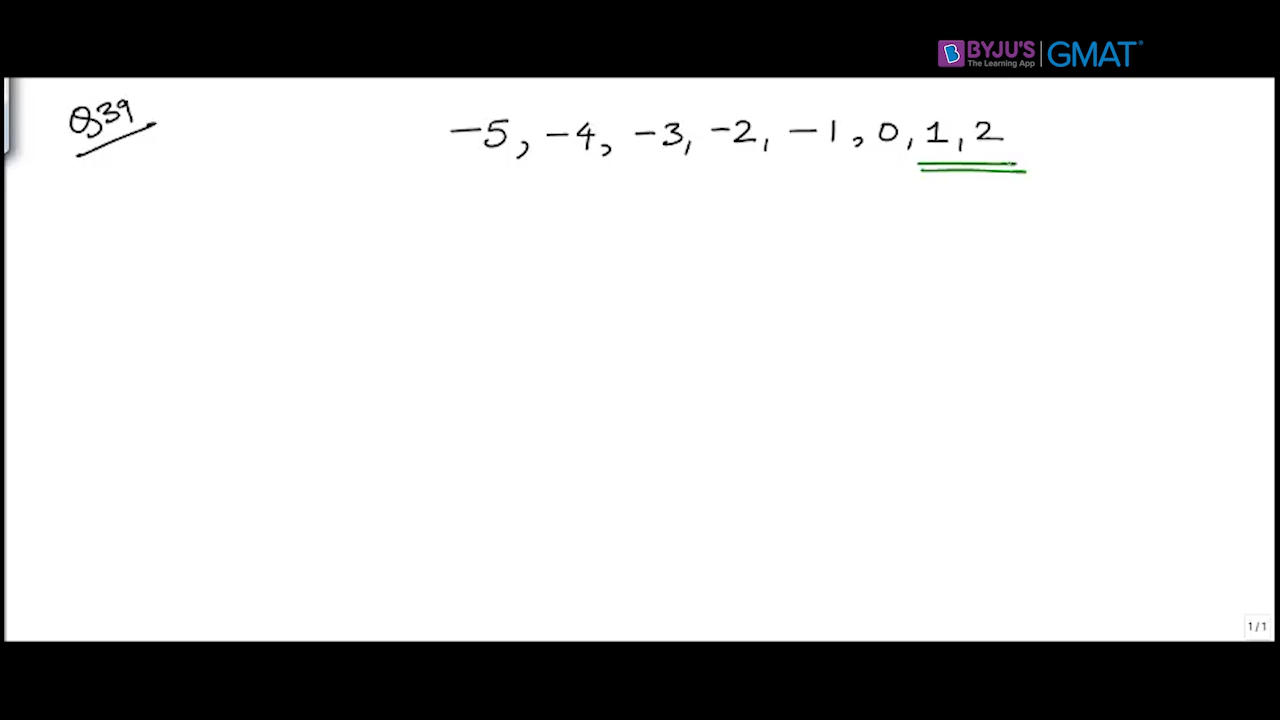 BYJU'S
The Learning App
GMAT
Q39
-5, -4, -3, -2, -1, 0, 1, 2
1/1